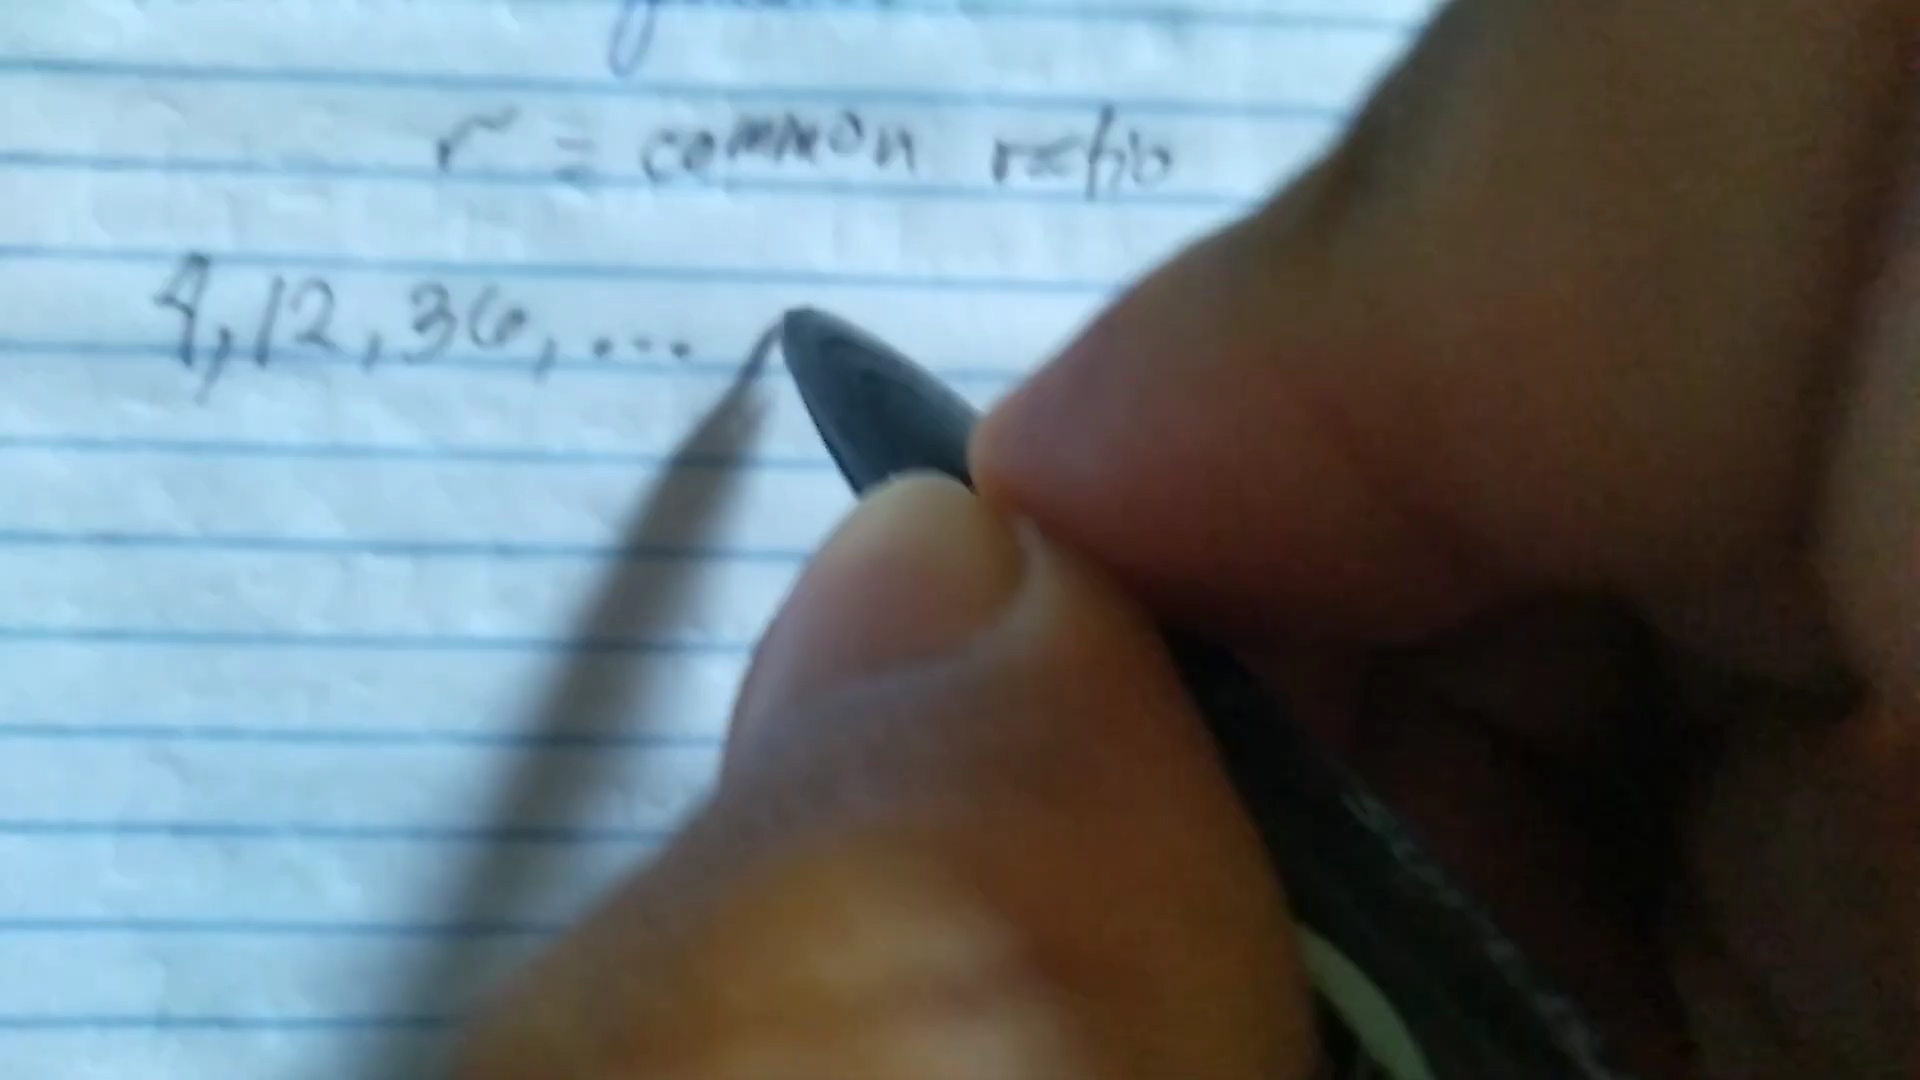 r = common ratio
4,12,36,...